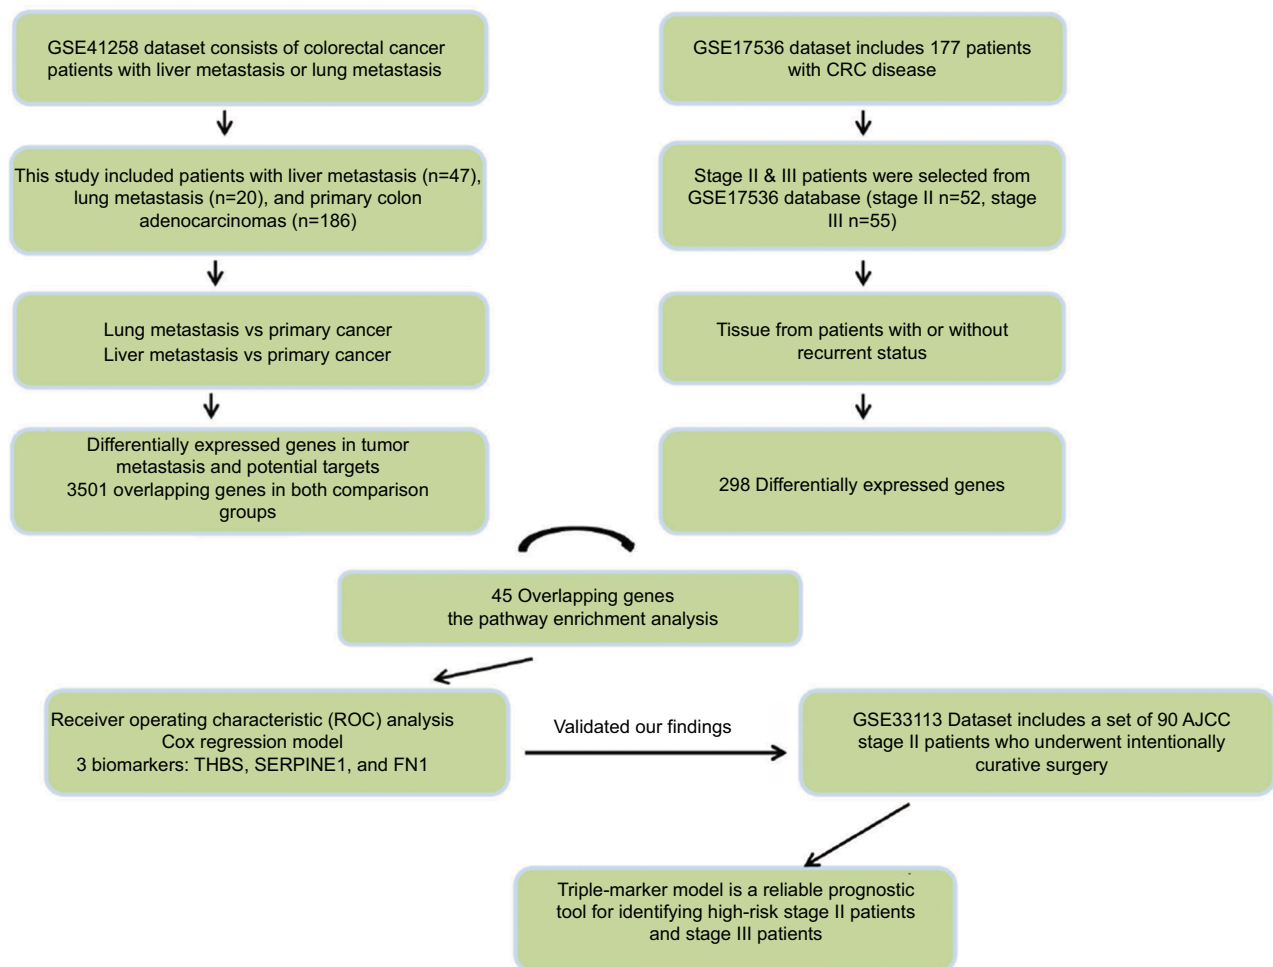 GSE41258 dataset consists of colorectal cancer
patients with liver metastasis or lung metastasis
This study included patients with liver metastasis (n=47),
lung metastasis (n=20), and primary colon
adenocarcinomas (n=186)
Lung metastasis vs primary cancer
Liver metastasis vs primary cancer
Differentially expressed genes in tumor
metastasis and potential targets
3501 overlapping genes in both comparison
groups
GSE17536 dataset includes 177 patients
with CRC disease
Stage II & III patients were selected from
GSE17536 database (stage II n=52, stage
III n=55)
Tissue from patients with or without
recurrent status
298 Differentially expressed genes
45 Overlapping genes
the pathway enrichment analysis
Receiver operating characteristic (ROC) analysis
Cox regression model
3 biomarkers: THBS, SERPINE1, and FN1
Validated our findings
GSE33113 Dataset includes a set of 90 AJCC
stage II patients who underwent intentionally
curative surgery
Triple-marker model is a reliable prognostic
tool for identifying high-risk stage II patients
and stage III patients